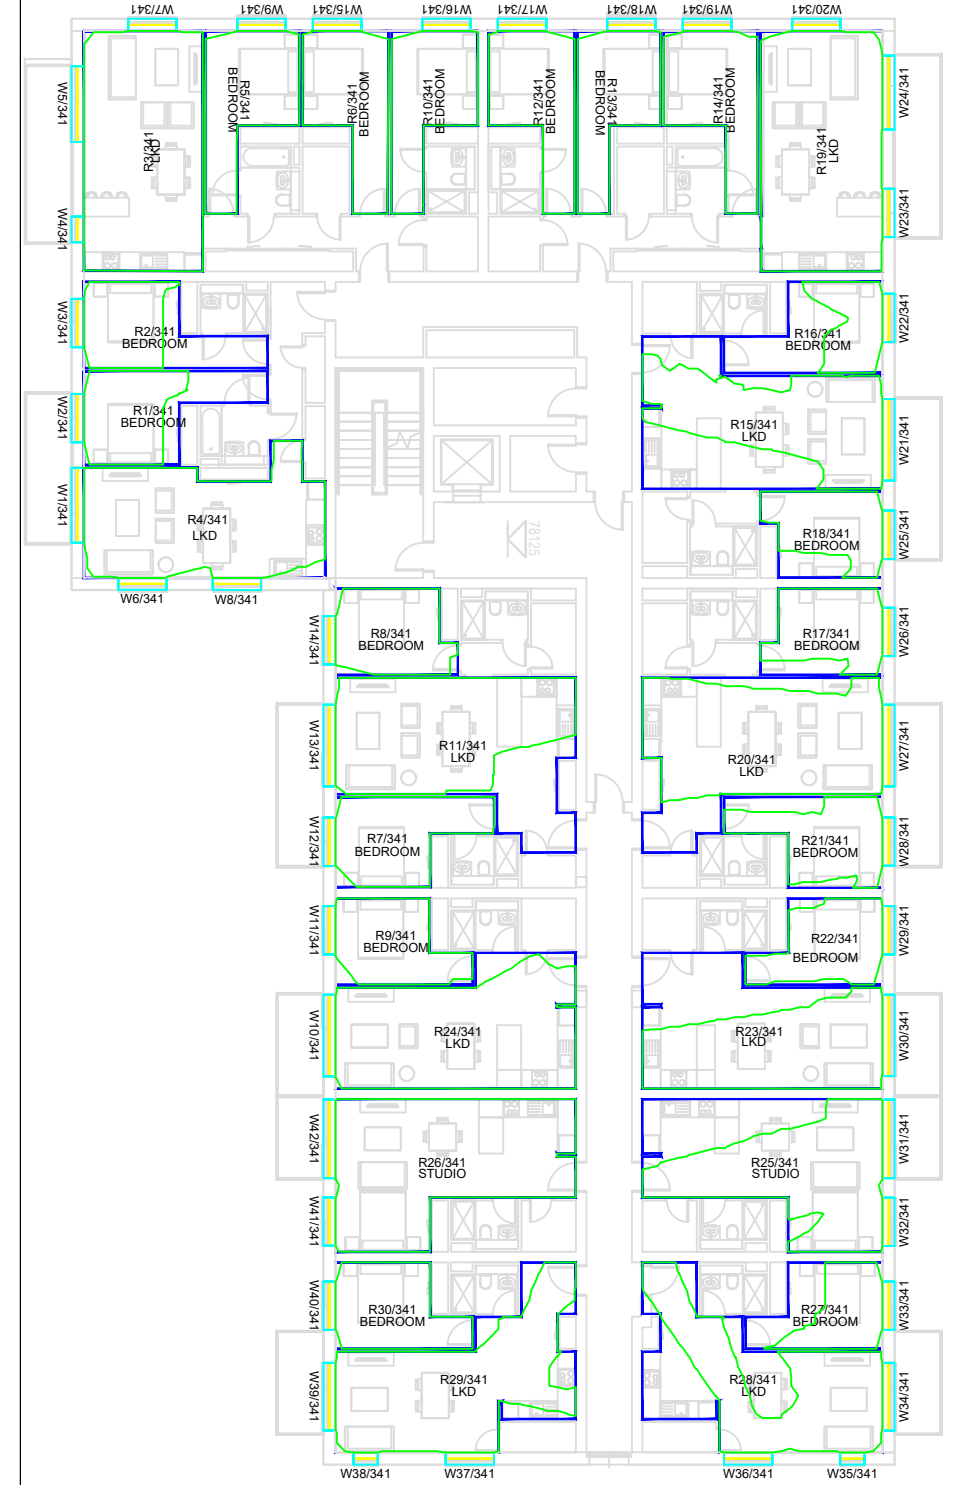 W7/341
W9/341
W15/341
W16/341
W17/341
W18/341
W19/341
W20/341
W5/341
W4/341
R3/341
LKD
R5/341
BEDROOM
R6/341
BEDROOM
R10/341
BEDROOM
R12/341
BEDROOM
R13/341
BEDROOM
R14/341
BEDROOM
R19/341
LKD
W24/341
W23/341
W3/341
R2/341
BEDROOM
R16/341
BEDROOM
W22/341
W2/341
R1/341
BEDROOM
R15/341
LKD
W21/341
W1/341
R4/341
LKD
78125
R18/341
BEDROOM
W25/341
W6/341
W8/341
W14/341
R8/341
BEDROOM
R17/341
BEDROOM
W26/341
W13/341
R11/341
LKD
R20/341
LKD
W27/341
W12/341
R7/341
BEDROOM
R21/341
BEDROOM
W28/341
W11/341
R9/341
BEDROOM
R22/341
BEDROOM
W29/341
W10/341
R24/341
LKD
R23/341
LKD
W30/341
W42/341
R26/341
STUDIO
R25/341
STUDIO
W31/341
W41/341
W32/341
W40/341
R30/341
BEDROOM
R27/341
BEDROOM
W33/341
W39/341
R29/341
LKD
R28/341
LKD
W34/341
W38/341
W37/341
W36/341
W35/341